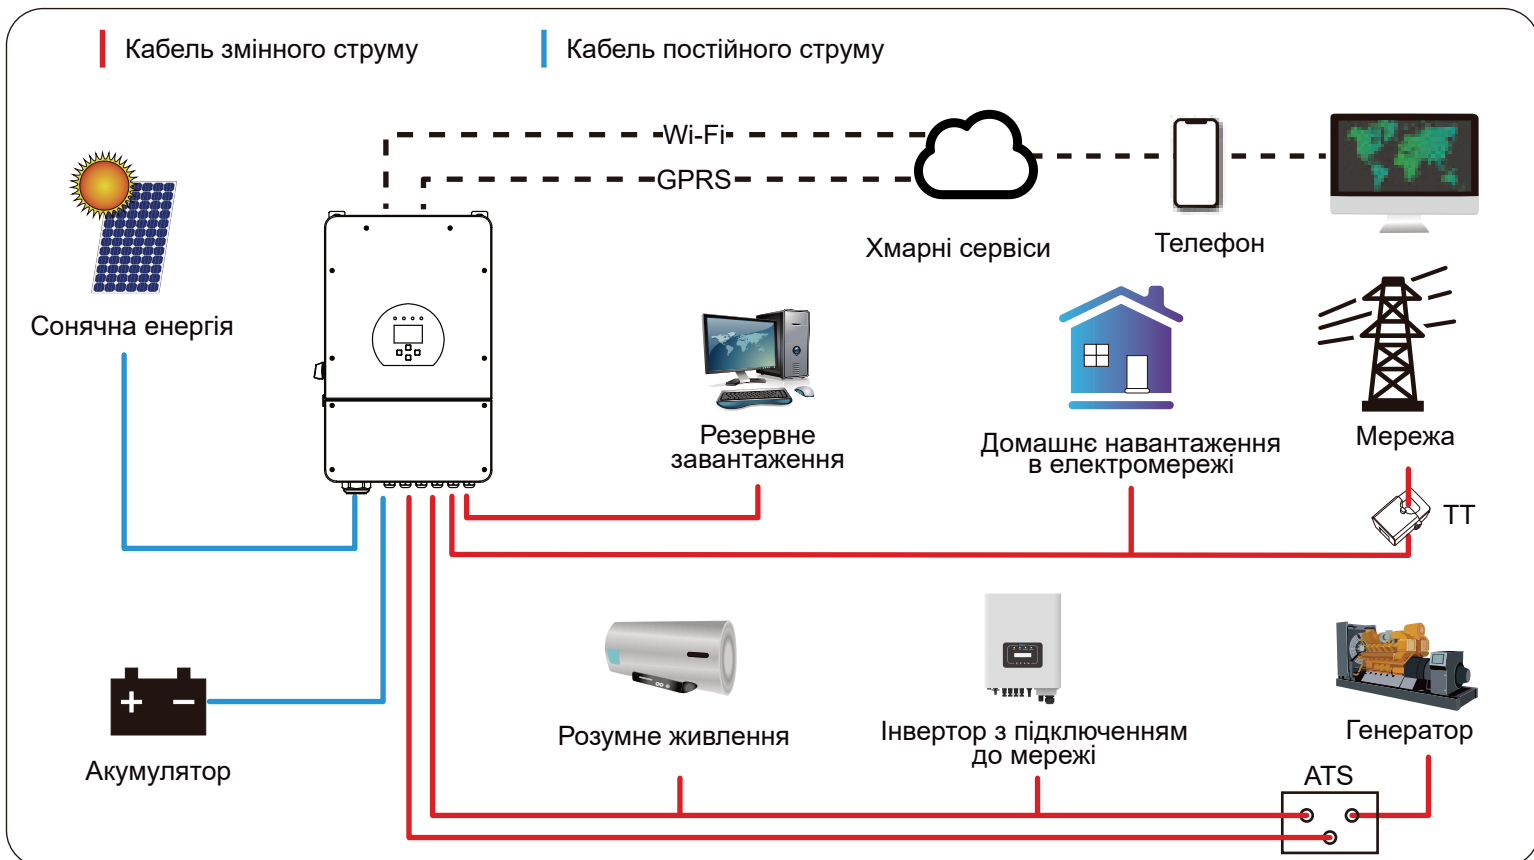 Кабель змінного струму
Кабель постійного струму
Wi-Fi
GPRS
Хмарні сервіси
Телефон
Сонячна енергія
Резервне
завантаження
Домашнє навантаження
в електромережі
Мережа
ТТ
Акумулятор
Розумне живлення
Інвертор з підключенням
до мережі
Генератор
ATS